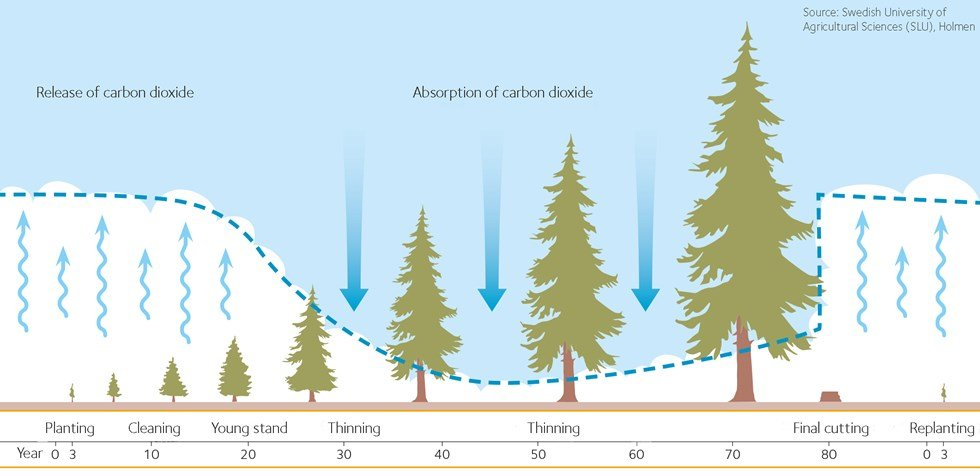 Source: Swedish University of
Agricultural Sciences (SLU), Holmen
Release of carbon dioxide
Absorption of carbon dioxide
Planting Cleaning Young stand Thinning Thinning Final cutting Replanting
Year 0 3 10 20 30 40 50 60 70 80 0 3